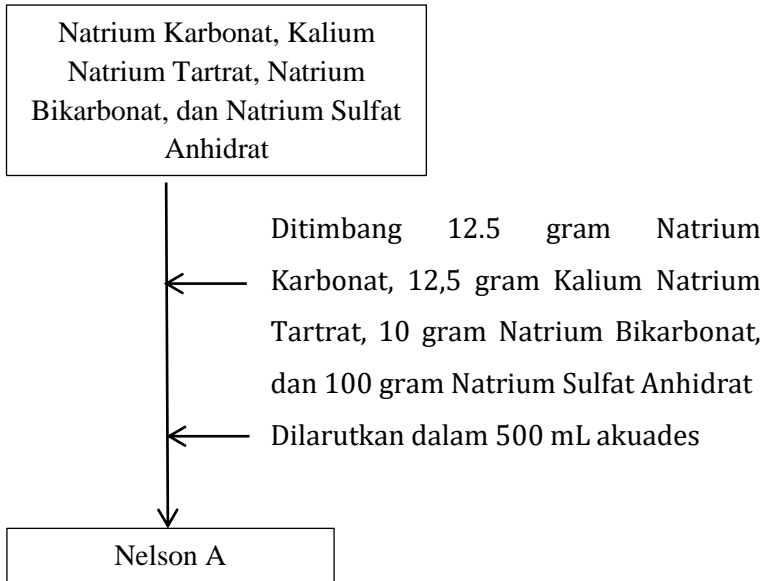 Natrium Karbonat, Kalium
Natrium Tartrat, Natrium
Bikarbonat, dan Natrium Sulfat
Anhidrat
Ditimbang 12.5 gram Natrium
Karbonat, 12,5 gram Kalium Natrium
Tartrat, 10 gram Natrium Bikarbonat,
dan 100 gram Natrium Sulfat Anhidrat
Dilarutkan dalam 500 mL akuades
Nelson A